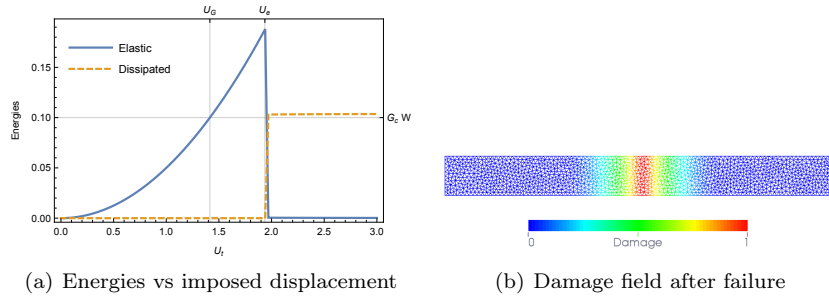 U_G U_e
Elastic
Dissipated
0.15
0.10
0.05
0.00
Energies
G_c W
0.0 0.5 1.0 1.5 2.0 2.5 3.0
U_t
0 1
Damage
(a) Energies vs imposed displacement
(b) Damage field after failure